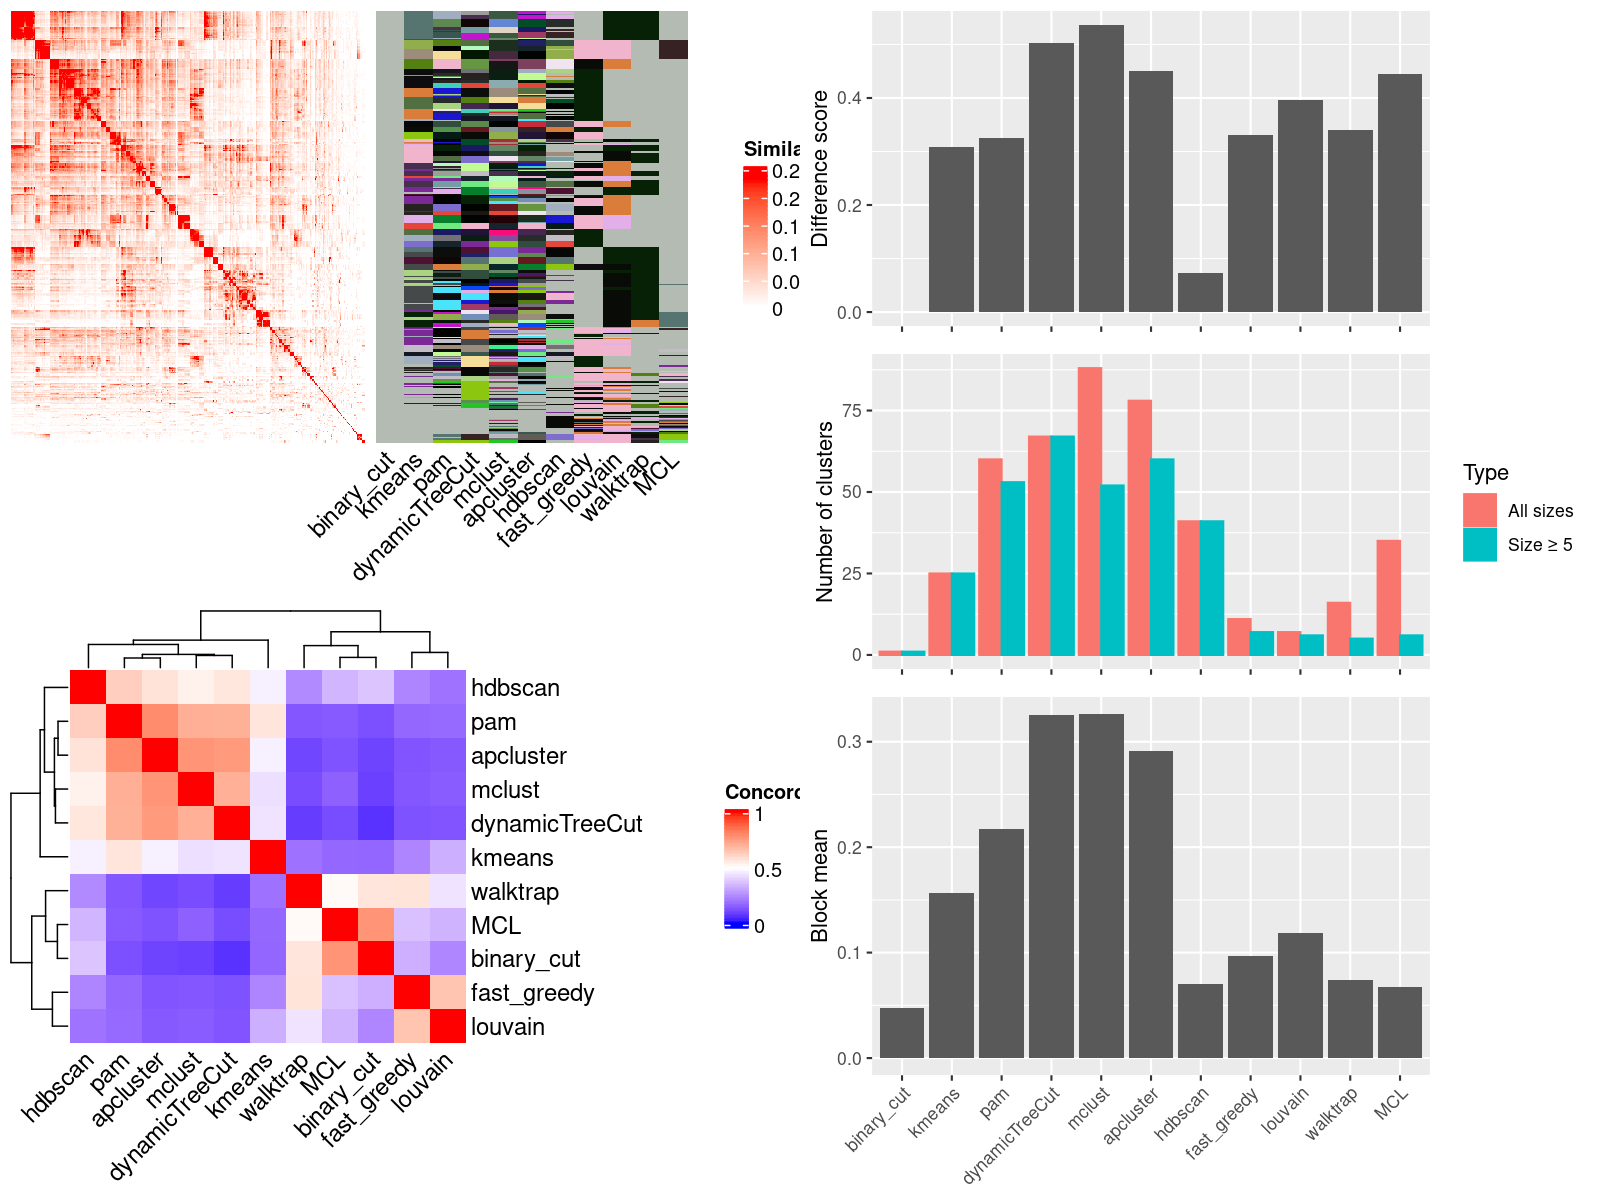 Simila
0.2
0.2
0.1
0.1
0.0
0
binary_cut
kmeans
pam
dynamicTreeCut
mclust
apcluster
hdbscan
fast_greedy
louvain
walktrap
MCL
hdbscan
pam
apcluster
mclust
dynamicTreeCut
kmeans
walktrap
MCL
binary_cut
fast_greedy
louvain
hdbscan
pam
apcluster
mclust
dynamicTreeCut
kmeans
walktrap
MCL
binary_cut
fast_greedy
louvain
Concord
1
0.5
0
Difference score
0.4
0.2
0.0
Number of clusters
75
50
25
0
Type
All sizes
Size ≥ 5
Block mean
0.3
0.2
0.1
0.0
binary_cut
kmeans
pam
dynamicTreeCut
mclust
apcluster
hdbscan
fast_greedy
louvain
walktrap
MCL